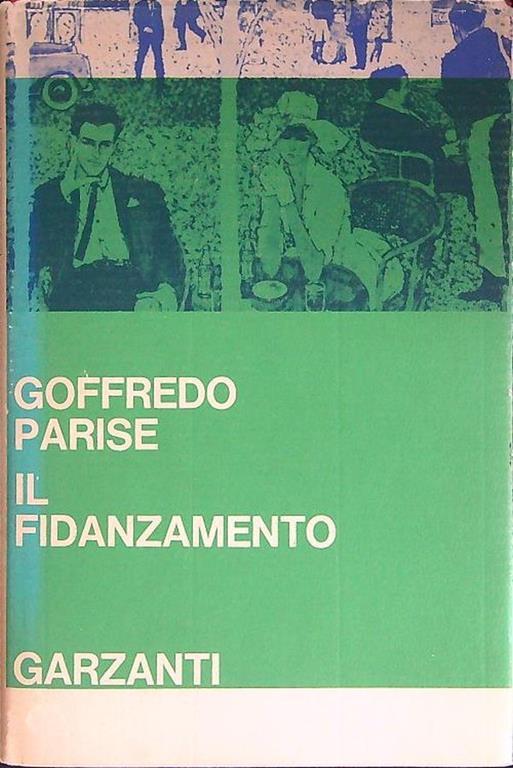 GOFFREDO
PARISE
IL
FIDANZAMENTO
GARZANTI